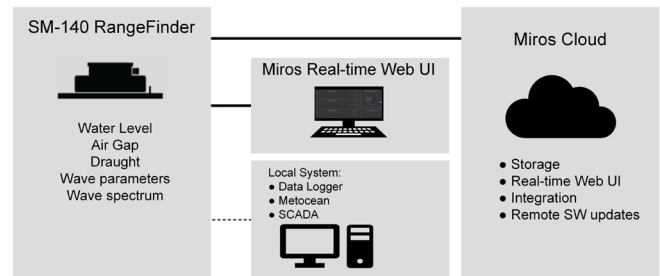 SM-140 RangeFinder
Water Level
Air Gap
Draught
Wave parameters
Wave spectrum
Miros Real-time Web UI
Local System:
● Data Logger
● Metocean
● SCADA
Miros Cloud
● Storage
● Real-time Web UI
● Integration
● Remote SW updates